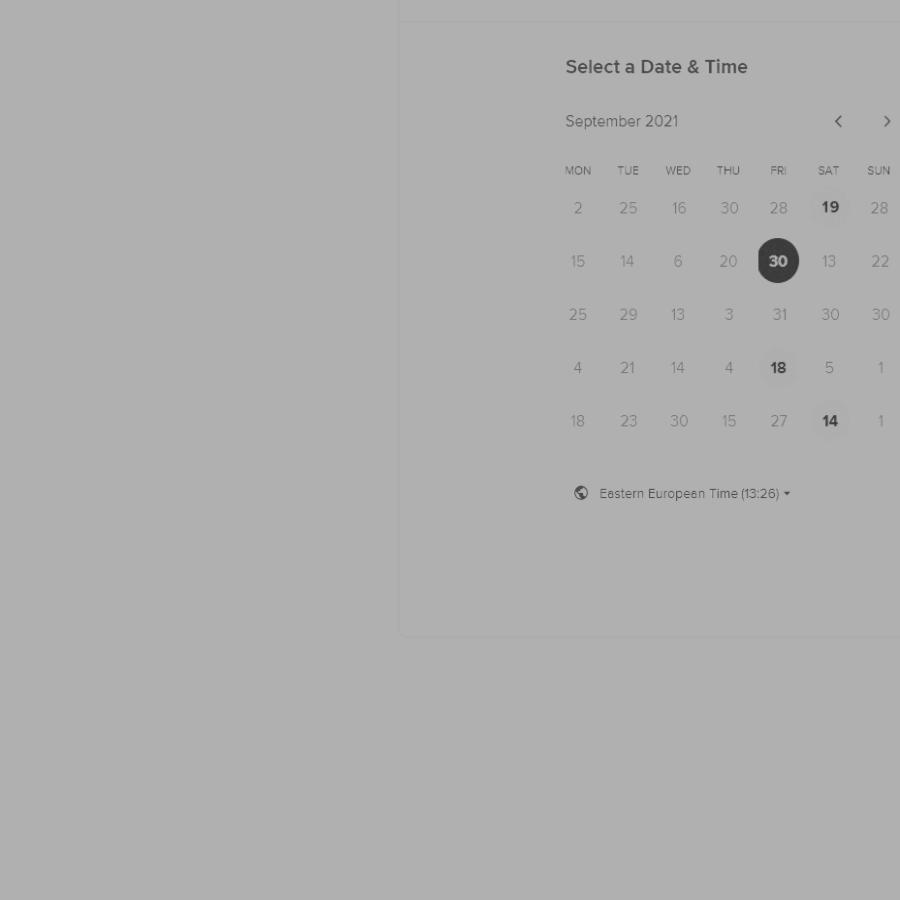 Select a Date & Time
September 2021
MON TUE WED THU FRI SAT SUN
2 25 16 30 28 19 28
15 14 6 20 30 13 22
25 29 13 3 31 30 30
4 21 14 4 18 5 1
18 23 30 15 27 14 1
Eastern European Time (13:26)